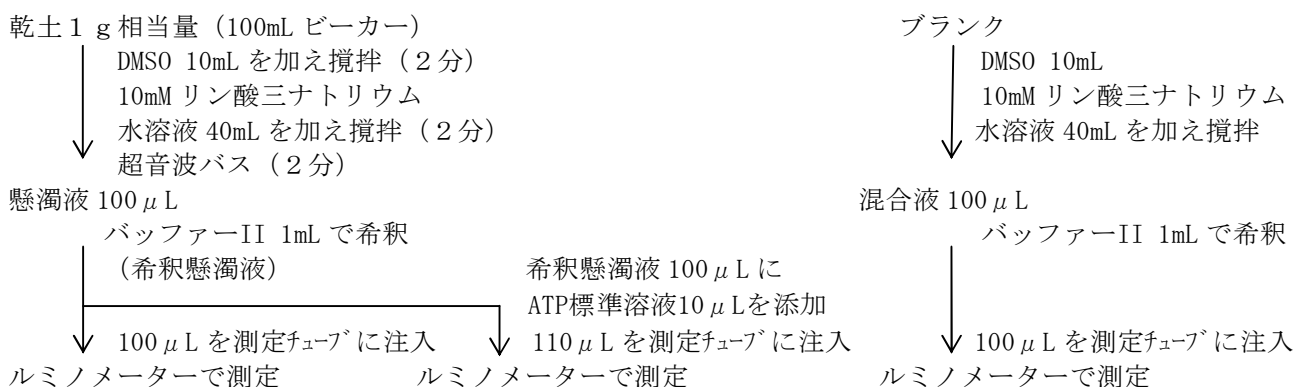 乾土１ｇ相当量（100mL ビーカー） ブランク
DMSO 10mL を加え撹拌（２分） DMSO 10mL
10mM リン酸三ナトリウム 10mM リン酸三ナトリウム
水溶液 40mL を加え撹拌（２分） 水溶液 40mL を加え撹拌
超音波バス（２分）
懸濁液 100μL 混合液 100μL
バッファーII 1mL で希釈 バッファーII 1mL で希釈
（希釈懸濁液） 希釈懸濁液 100μL に
ATP標準溶液10μLを添加
100μL を測定ﾁｭｰﾌﾞに注入 110μL を測定ﾁｭｰﾌﾞに注入 100μL を測定ﾁｭｰﾌﾞに注入
ルミノメーターで測定 ルミノメーターで測定 ルミノメーターで測定